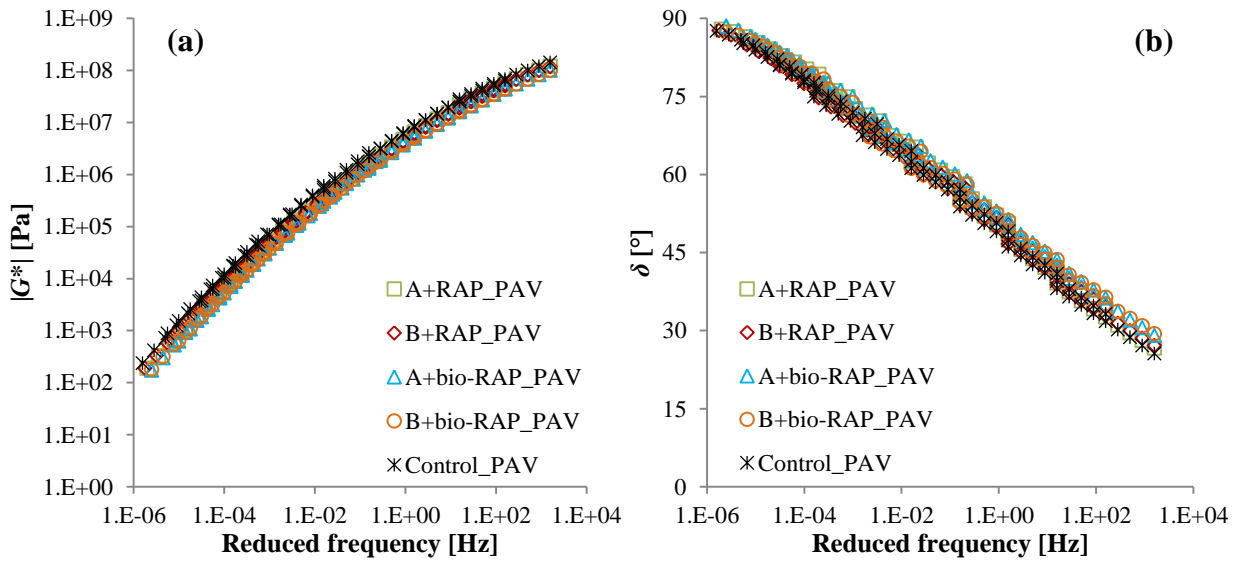 (a)
|G*| [Pa]
1.E+09
1.E+08
1.E+07
1.E+06
1.E+05
1.E+04
1.E+03
1.E+02
1.E+01
1.E+00
A+RAP_PAV
B+RAP_PAV
A+bio-RAP_PAV
B+bio-RAP_PAV
Control_PAV
1.E-06 1.E-04 1.E-02 1.E+00 1.E+02 1.E+04
Reduced frequency [Hz]
(b)
δ [°]
90
75
60
45
30
15
0
A+RAP_PAV
B+RAP_PAV
A+bio-RAP_PAV
B+bio-RAP_PAV
Control_PAV
1.E-06 1.E-04 1.E-02 1.E+00 1.E+02 1.E+04
Reduced frequency [Hz]